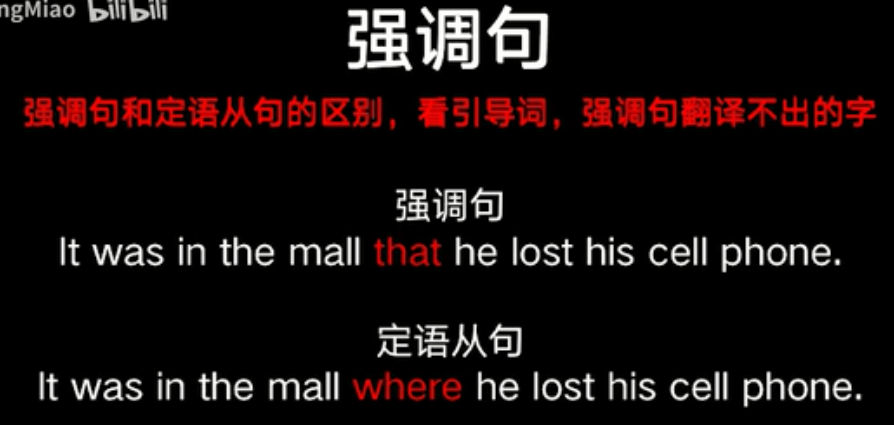 ngMiao bilibili
强调句
强调句和定语从句的区别，看引导词，强调句翻译不出的字
强调句
It was in the mall that he lost his cell phone.
定语从句
It was in the mall where he lost his cell phone.